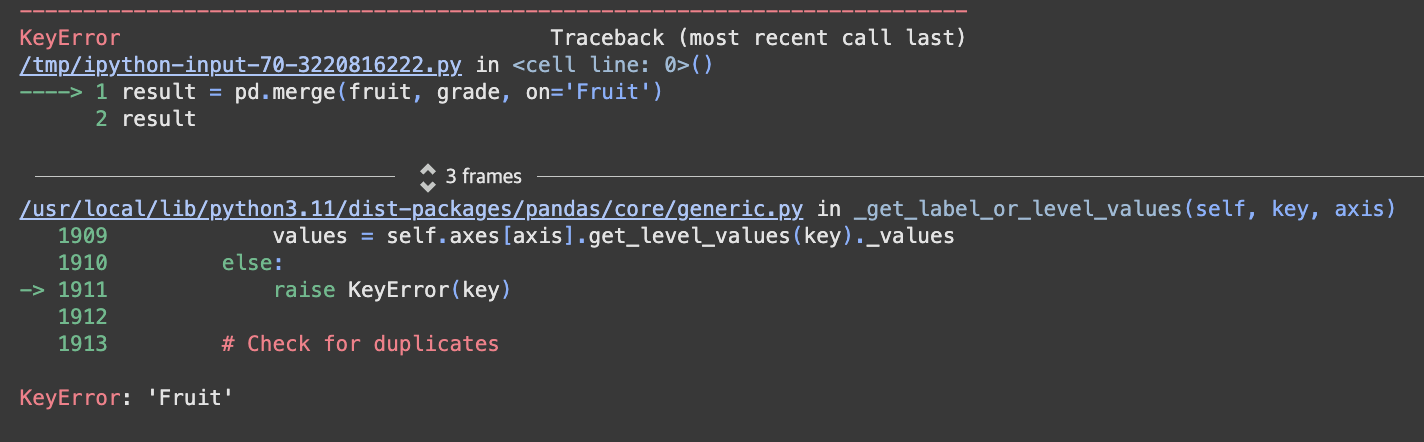 ---------------------------------------------------------------------------
KeyError                                  Traceback (most recent call last)
/tmp/ipython-input-70-3220816222.py in <cell line: 0>()
----> 1 result = pd.merge(fruit, grade, on='Fruit')
      2 result
3 frames
/usr/local/lib/python3.11/dist-packages/pandas/core/generic.py in _get_label_or_level_values(self, key, axis)
   1909             values = self.axes[axis].get_level_values(key)._values
   1910         else:
-> 1911             raise KeyError(key)
   1912
   1913         # Check for duplicates
KeyError: 'Fruit'